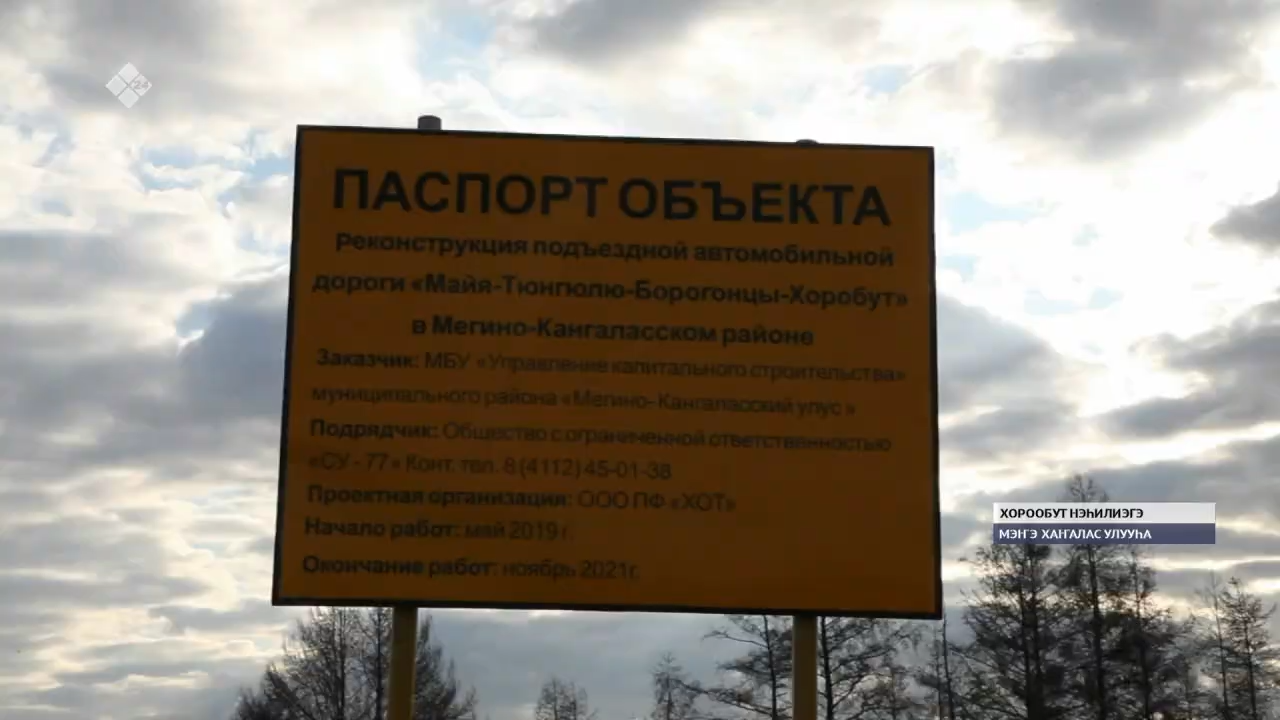 24
ПАСПОРТ ОБЪЕКТА
Реконструкция подъездной автомобильной
дороги «Майя-Тюнгюлю-Борогонцы-Хоробут»
в Мегино-Кангаласском районе
Заказчик: МБУ «Управление капитального строительства»
муниципального района «Мегино-Кангаласский улус »
Подрядчик: Общество с ограниченной ответственностью
«СУ - 77» Конт. тел. 8 (4112) 45-01-38
Проектная организации: ООО ПФ «ХОТ»
Начало работ: май 2019 г.
Окончание работ: ноябрь 2021г.
ХОРООБУТ НЭҺИЛИЭГЭ
МЭҤЭ ХАҤАЛАС УЛУУҺА